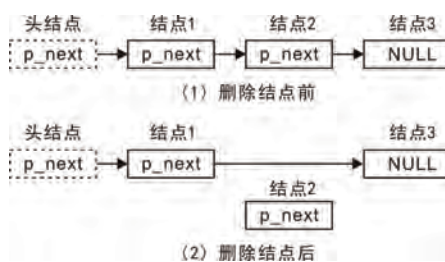 头结点 结点1 结点2 结点3
p_next p_next p_next NULL
(1) 删除结点前
头结点 结点1 结点3
p_next p_next NULL
结点2
p_next
(2) 删除结点后